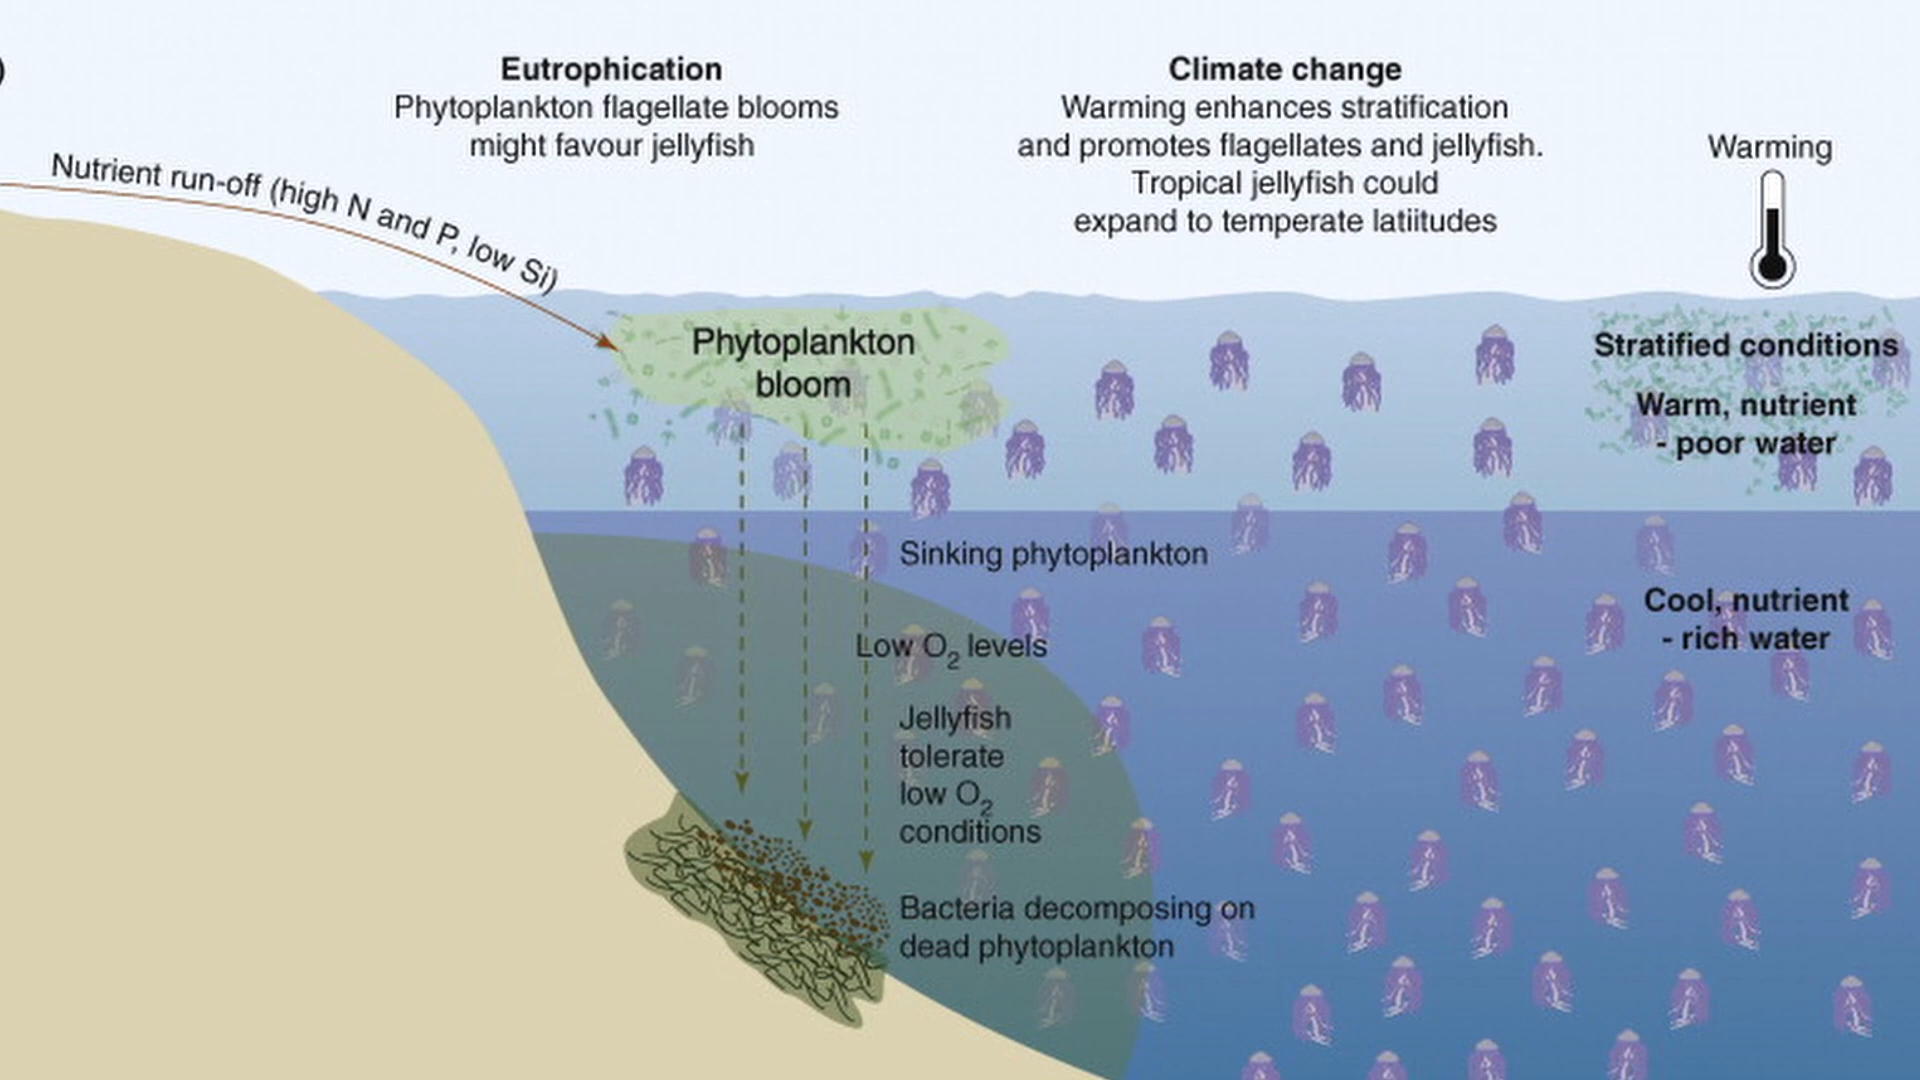 )
Eutrophication
Phytoplankton flagellate blooms
might favour jellyfish
Climate change
Warming enhances stratification
and promotes flagellates and jellyfish.
Tropical jellyfish could
expand to temperate latiitudes
Warming
Nutrient run-off (high N and P, low Si)
Phytoplankton
bloom
Stratified conditions
Warm, nutrient
- poor water
Sinking phytoplankton
Cool, nutrient
- rich water
Low O₂ levels
Jellyfish
tolerate
low O₂
conditions
Bacteria decomposing on
dead phytoplankton